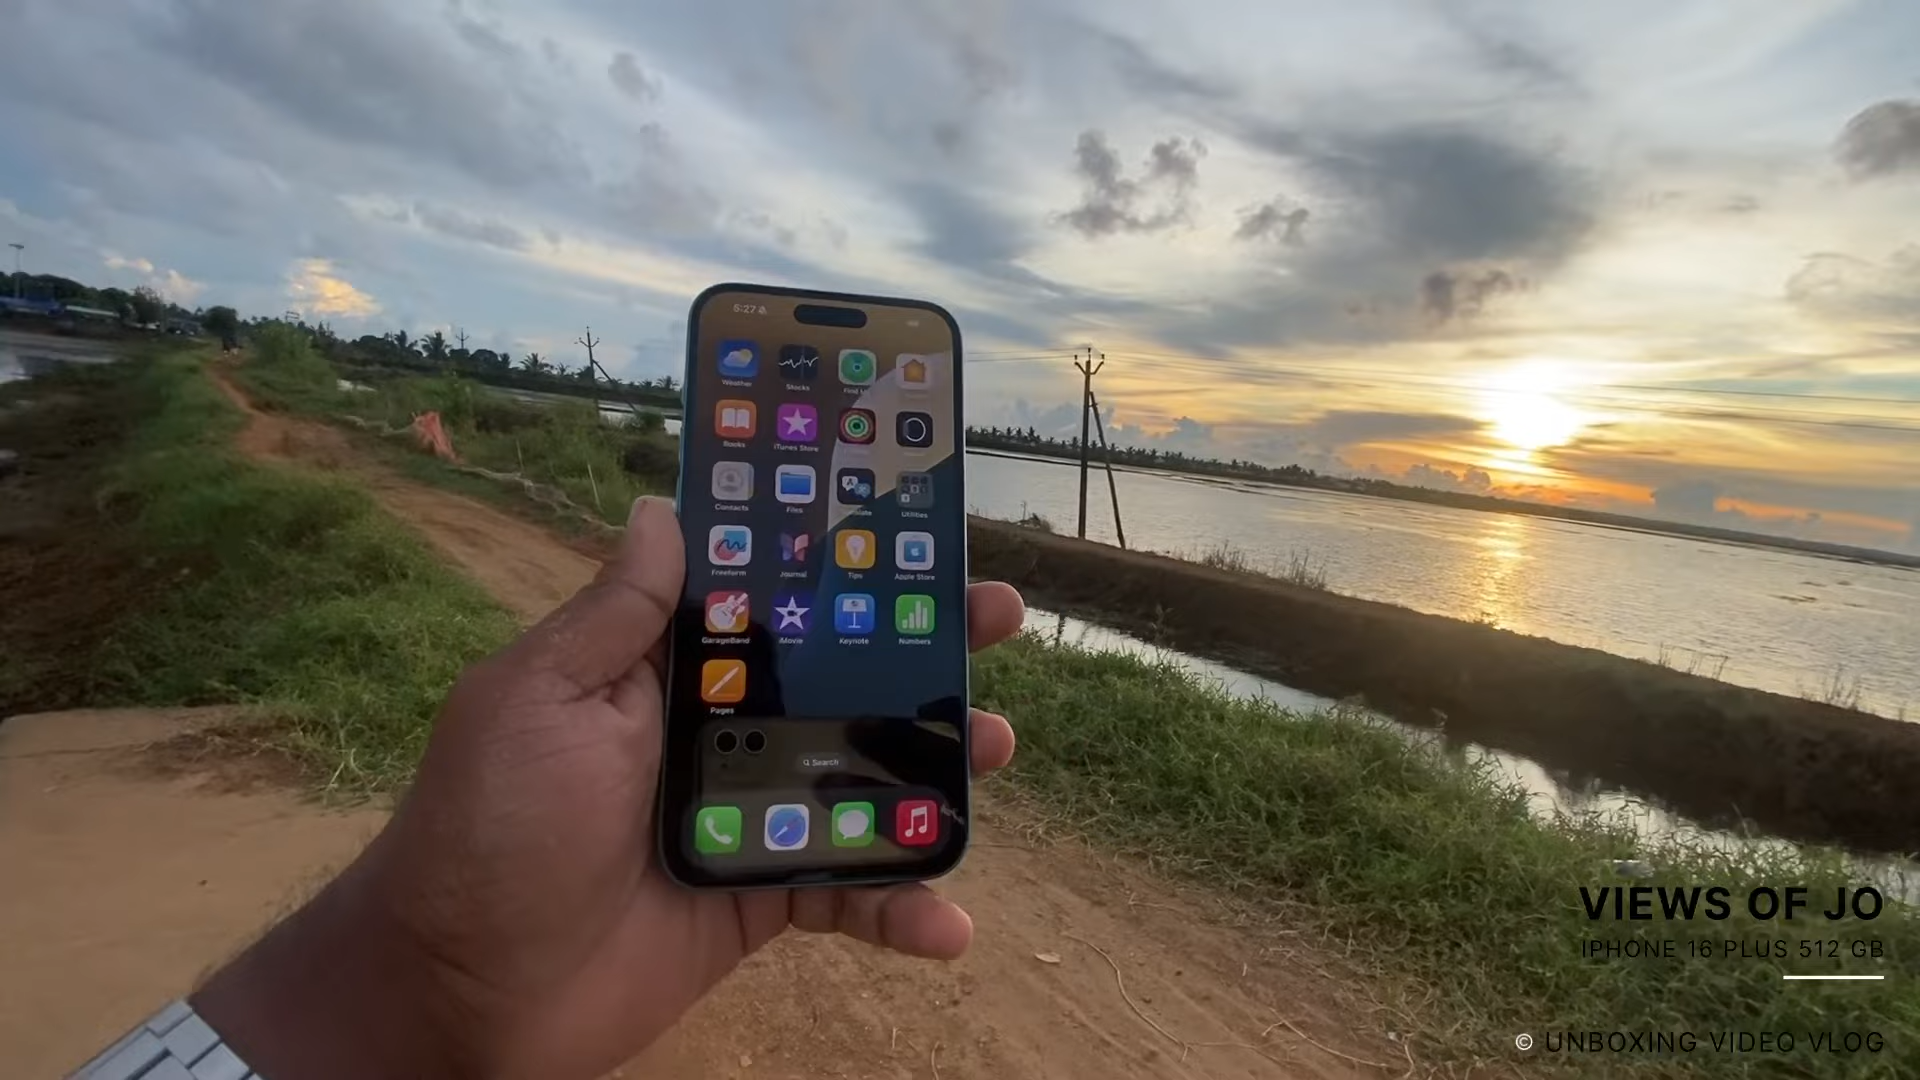 6:27
Weather
Stocks
Books
iTunes Store
Contacts
Files
Utilities
Freeform
Journal
Tips
Apple Store
GarageBand
iMovie
Keynote
Numbers
Pages
Search
VIEWS OF JO
IPHONE 16 PLUS 512 GB
© UNBOXING VIDEO VLOG